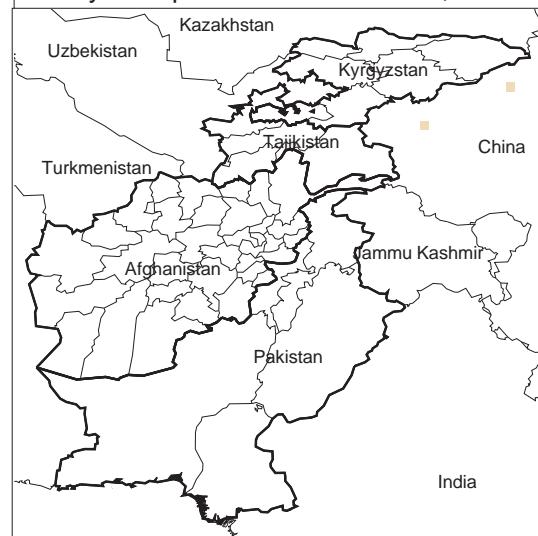 Kazakhstan
Uzbekistan
Kyrgyzstan
Tajikistan
China
Turkmenistan
Jammu Kashmir
Afghanistan
Pakistan
India